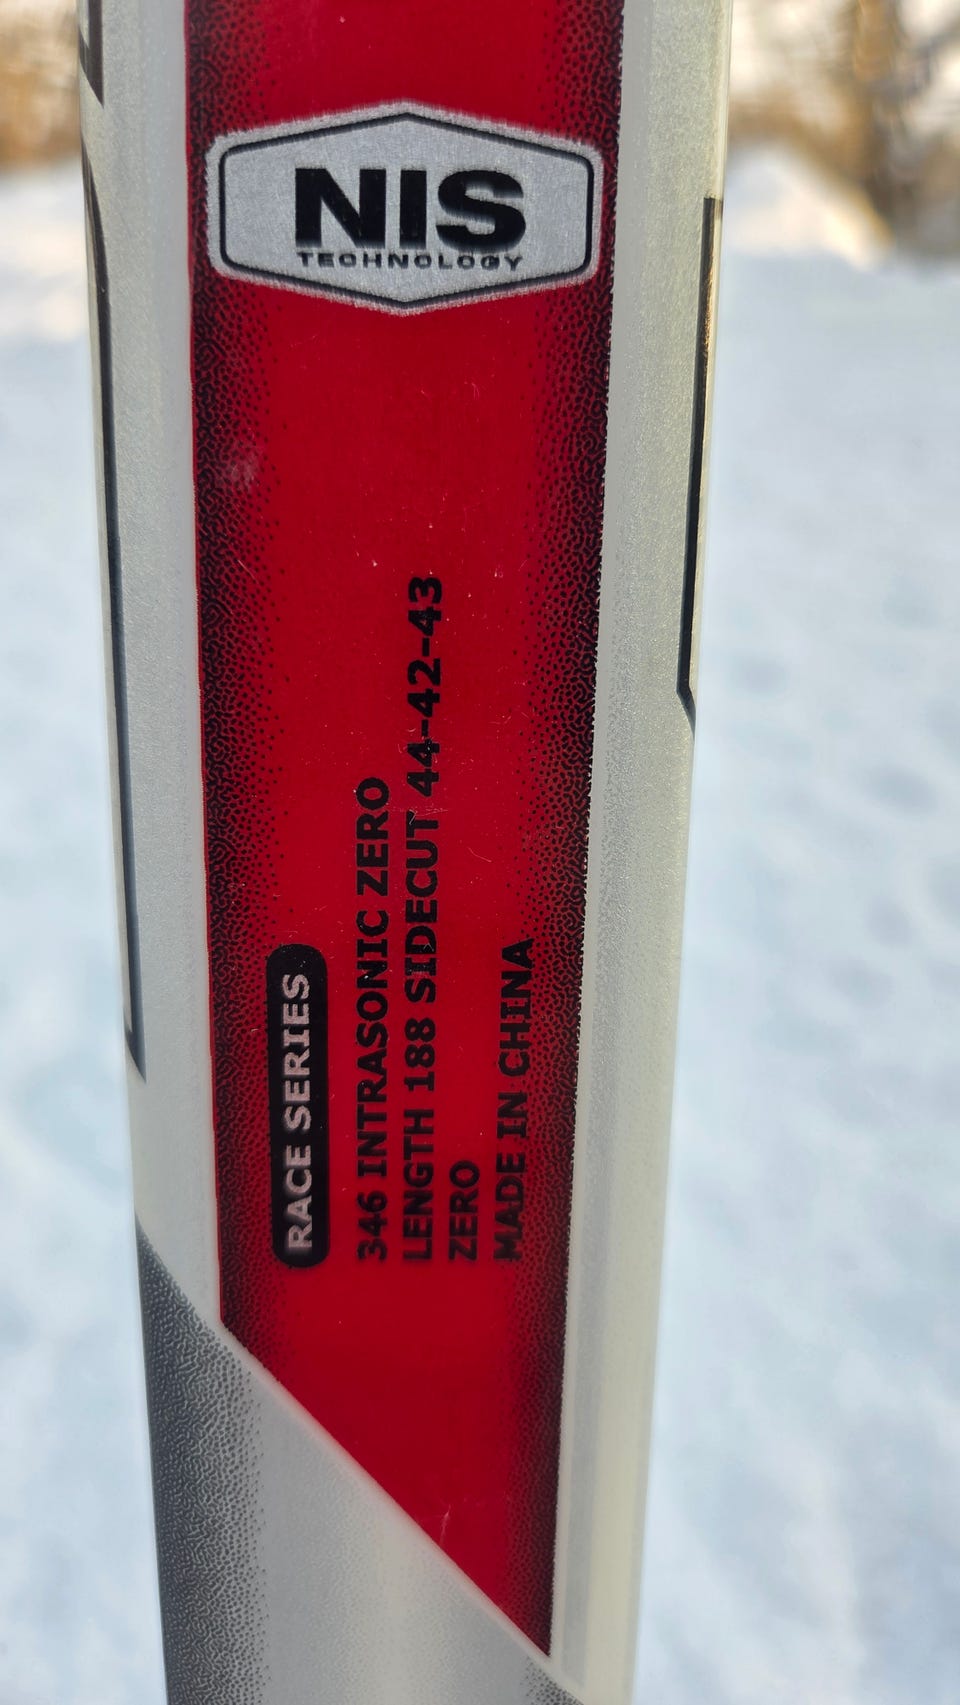 NIS
TECHNOLOGY
RACE SERIES
346 INTRASONIC ZERO
LENGTH 188 SIDECUT 44-42-43
ZERO
MADE IN CHINA